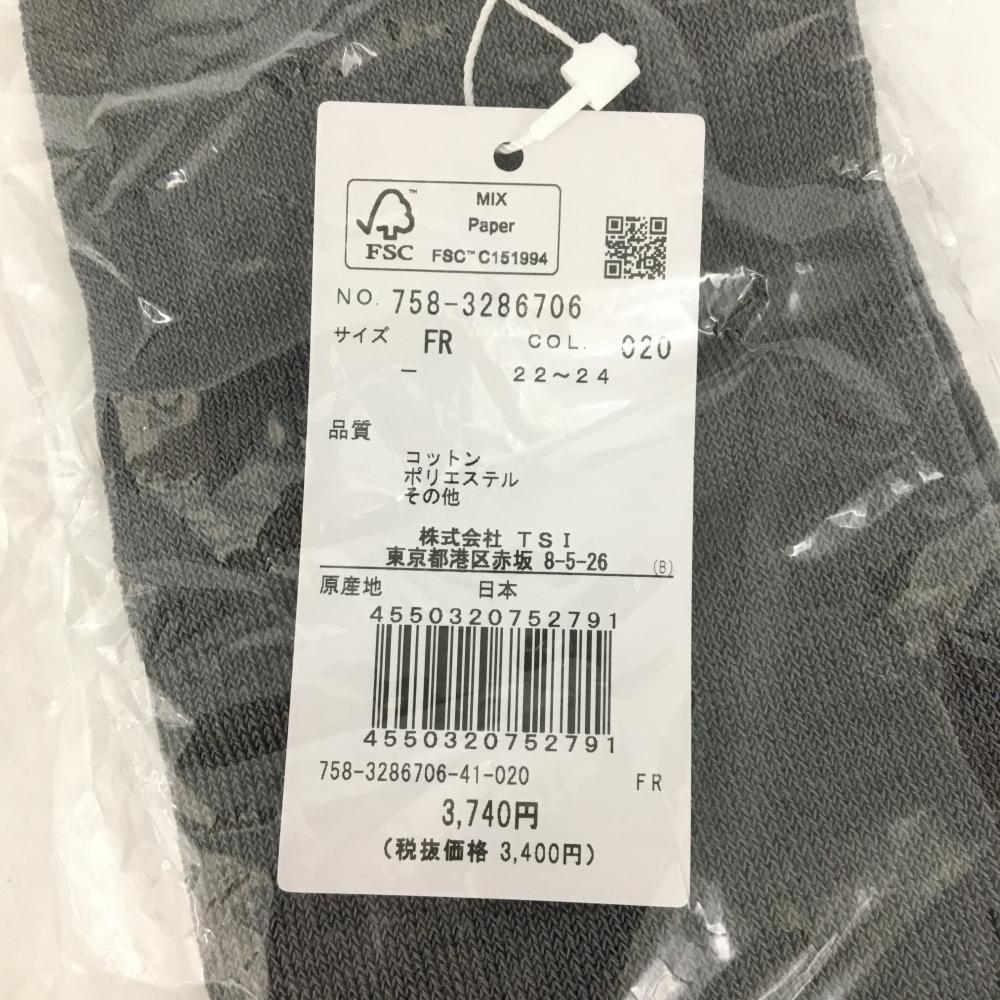 MIX
Paper
FSC™ C151994
FSC
NO. 758-3286706
サイズ FR COL. 020
— 22~24
品質
コットン
ポリエステル
その他
株式会社 TSI
東京都港区赤坂 8-5-26 (B)
原産地 日本
4550320752791
4550320752791
758-3286706-41-020 FR
3,740円
(税抜価格 3,400円)